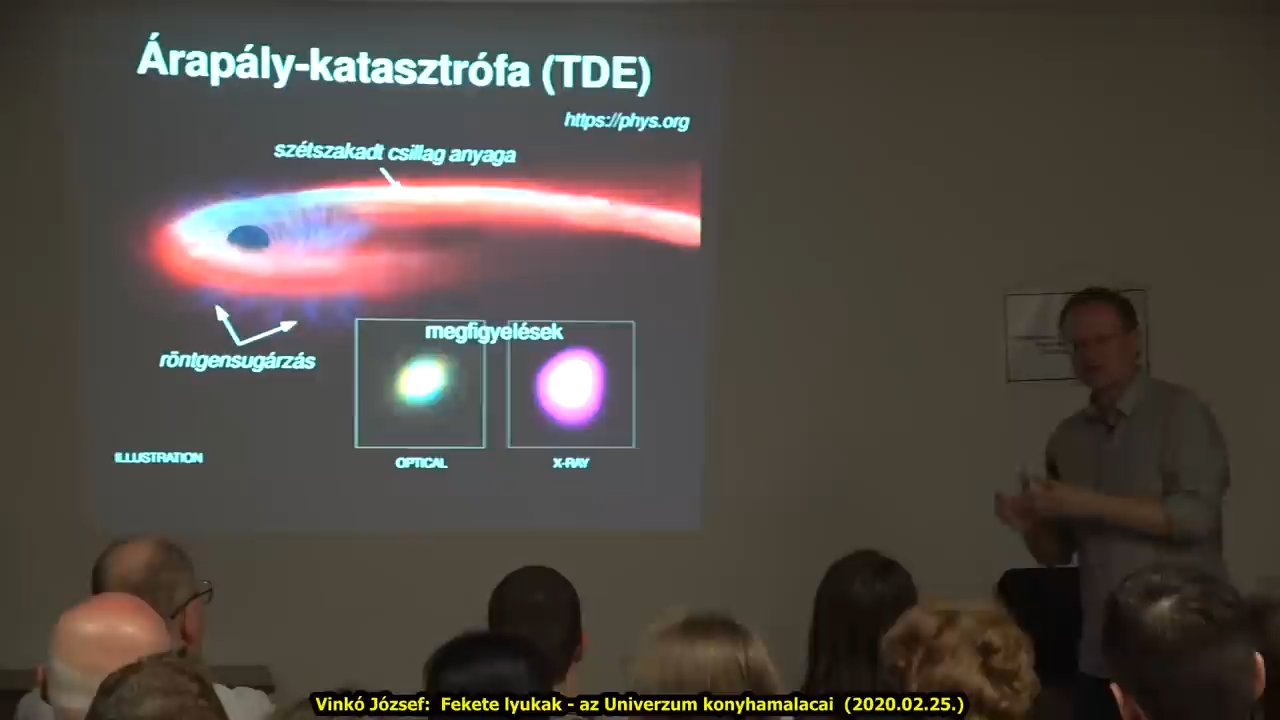 Árapály-katasztrófa (TDE)
https://phys.org
szétszakadt csillag anyaga
röntgensugárzás
megfigyelések
ILLUSTRATION
OPTICAL
X-RAY
Vinkó József: Fekete lyukak - az Univerzum konyhamalacai (2020.02.25.)